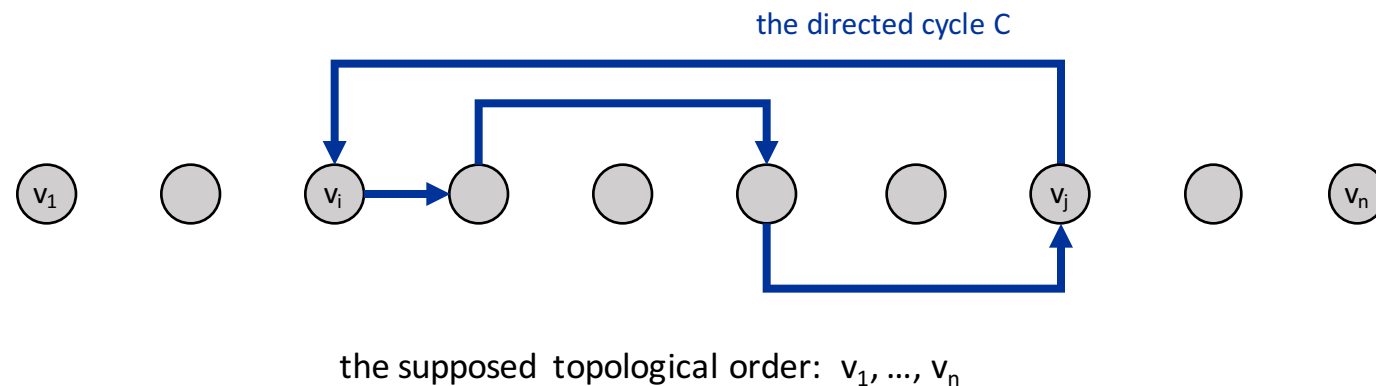 the directed cycle C
v₁ vᵢ vⱼ vₙ
the supposed topological order: v₁, …, vₙ